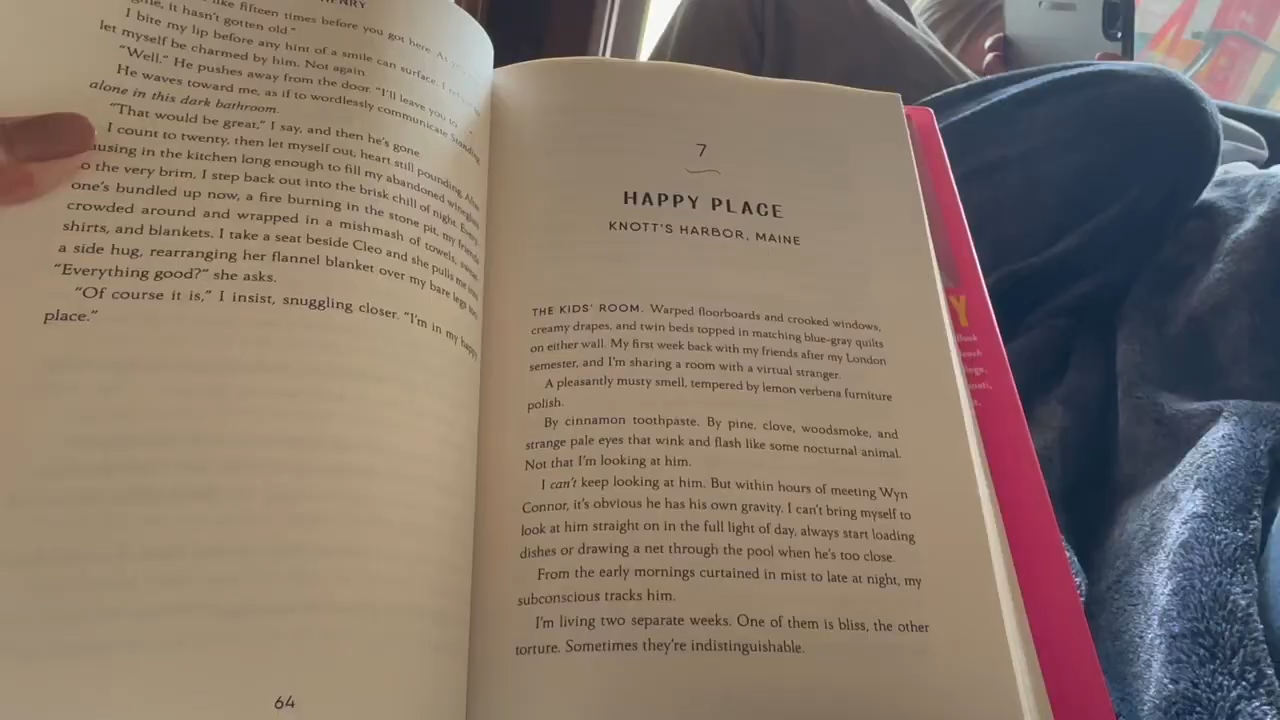 HENRY
like fifteen times before you got here. As
it hasn't gotten old."
I bite my lip before any hint of a smile can surface. I
let myself be charmed by him. Not again.
"Well." He pushes away from the door. "I'll leave you to . . ."
He waves toward me, as if to wordlessly communicate Standing
alone in this dark bathroom.
"That would be great," I say, and then he's gone.
I count to twenty, then let myself out, heart still pounding. After
pausing in the kitchen long enough to fill my abandoned wineglass
to the very brim, I step back out into the brisk chill of night. Every-
one's bundled up now, a fire burning in the stone pit, my friends
crowded around and wrapped in a mishmash of towels, sweat-
shirts, and blankets. I take a seat beside Cleo and she pulls me into
a side hug, rearranging her flannel blanket over my bare legs
"Everything good?" she asks.
"Of course it is," I insist, snuggling closer. "I'm in my happy
place."
64
7
HAPPY PLACE
KNOTT'S HARBOR, MAINE
THE KIDS' ROOM. Warped floorboards and crooked windows,
creamy drapes, and twin beds topped in matching blue-gray quilts
on either wall. My first week back with my friends after my London
semester, and I'm sharing a room with a virtual stranger.
A pleasantly musty smell, tempered by lemon verbena furniture
polish.
By cinnamon toothpaste. By pine, clove, woodsmoke, and
strange pale eyes that wink and flash like some nocturnal animal.
Not that I'm looking at him.
I can't keep looking at him. But within hours of meeting Wyn
Connor, it's obvious he has his own gravity. I can't bring myself to
look at him straight on in the full light of day, always start loading
dishes or drawing a net through the pool when he's too close.
From the early mornings curtained in mist to late at night, my
subconscious tracks him.
I'm living two separate weeks. One of them is bliss, the other
torture. Sometimes they're indistinguishable.
Y